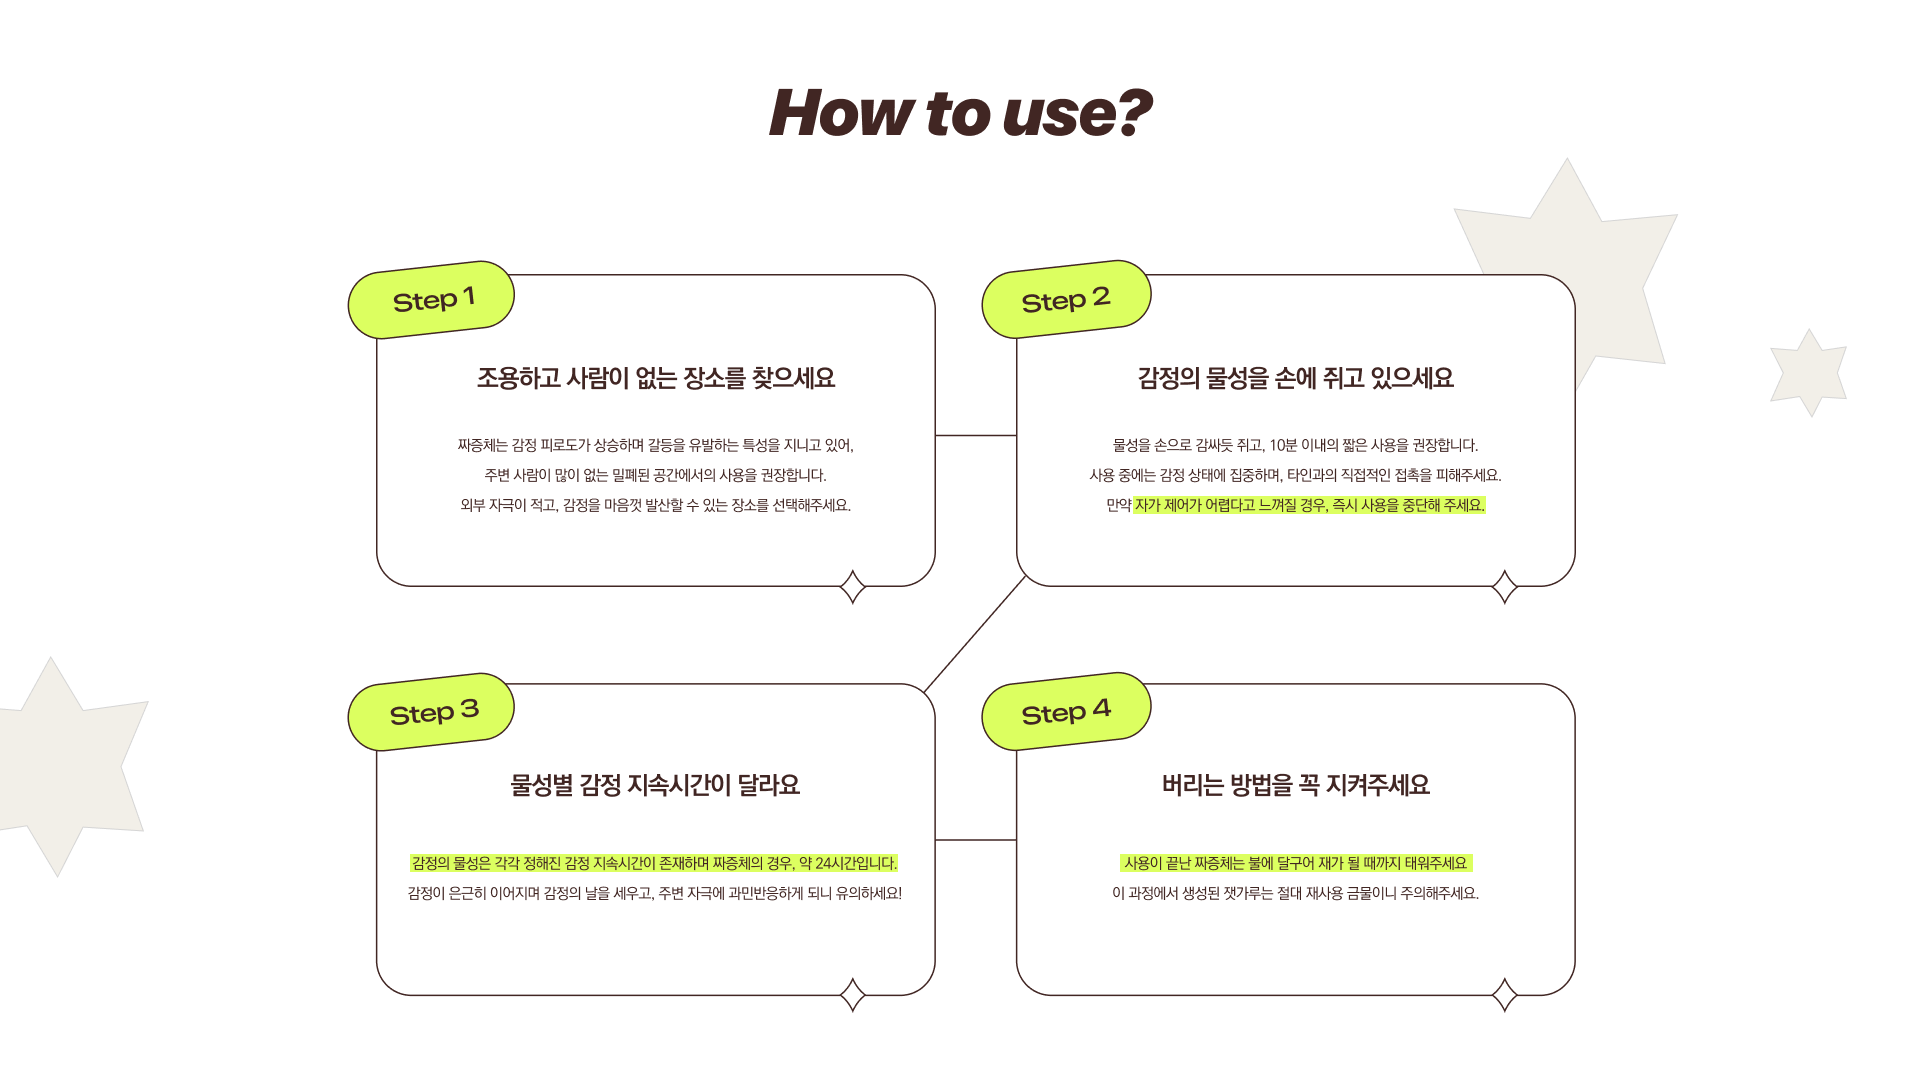 How to use?
Step 1
조용하고 사람이 없는 장소를 찾으세요
짜증체는 감정 피로도가 상승하며 갈등을 유발하는 특성을 지니고 있어,
주변 사람이 많이 없는 밀폐된 공간에서의 사용을 권장합니다.
외부 자극이 적고, 감정을 마음껏 발산할 수 있는 장소를 선택해주세요.
Step 2
감정의 물성을 손에 쥐고 있으세요
물성을 손으로 감싸듯 쥐고, 10분 이내의 짧은 사용을 권장합니다.
사용 중에는 감정 상태에 집중하며, 타인과의 직접적인 접촉을 피해주세요.
만약 자가 제어가 어렵다고 느껴질 경우, 즉시 사용을 중단해 주세요.
Step 3
물성별 감정 지속시간이 달라요
감정의 물성은 각각 정해진 감정 지속시간이 존재하며 짜증체의 경우, 약 24시간입니다.
감정이 은근히 이어지며 감정의 날을 세우고, 주변 자극에 과민반응하게 되니 유의하세요!
Step 4
버리는 방법을 꼭 지켜주세요
사용이 끝난 짜증체는 불에 달구어 재가 될 때까지 태워주세요
이 과정에서 생성된 잿가루는 절대 재사용 금물이니 주의해주세요.